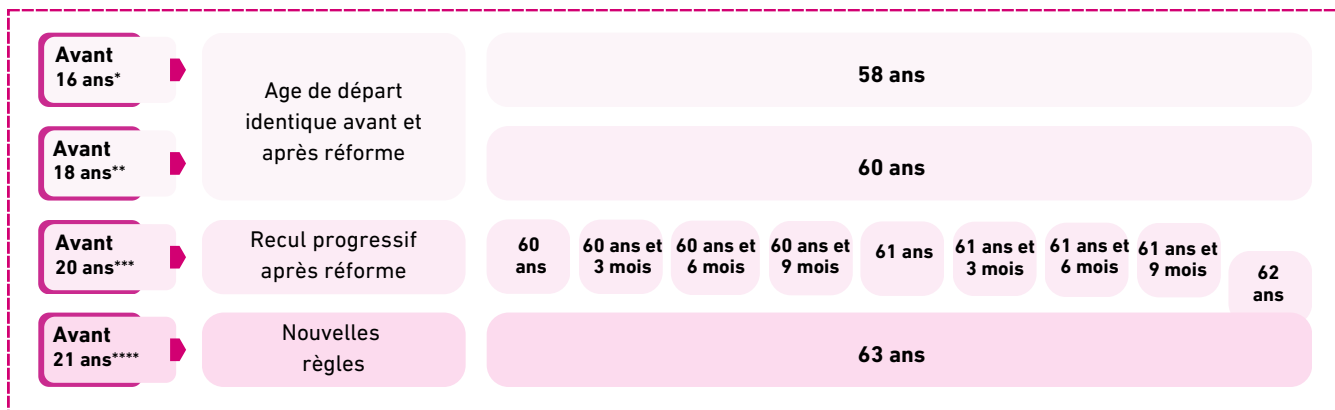 Avant
16 ans*
Age de départ
identique avant et
après réforme
58 ans
Avant
18 ans**
60 ans
Avant
20 ans***
Recul progressif
après réforme
60
ans
60 ans et
3 mois
60 ans et
6 mois
60 ans et
9 mois
61 ans
61 ans et
3 mois
61 ans et
6 mois
61 ans et
9 mois
62
ans
Avant
21 ans****
Nouvelles
règles
63 ans